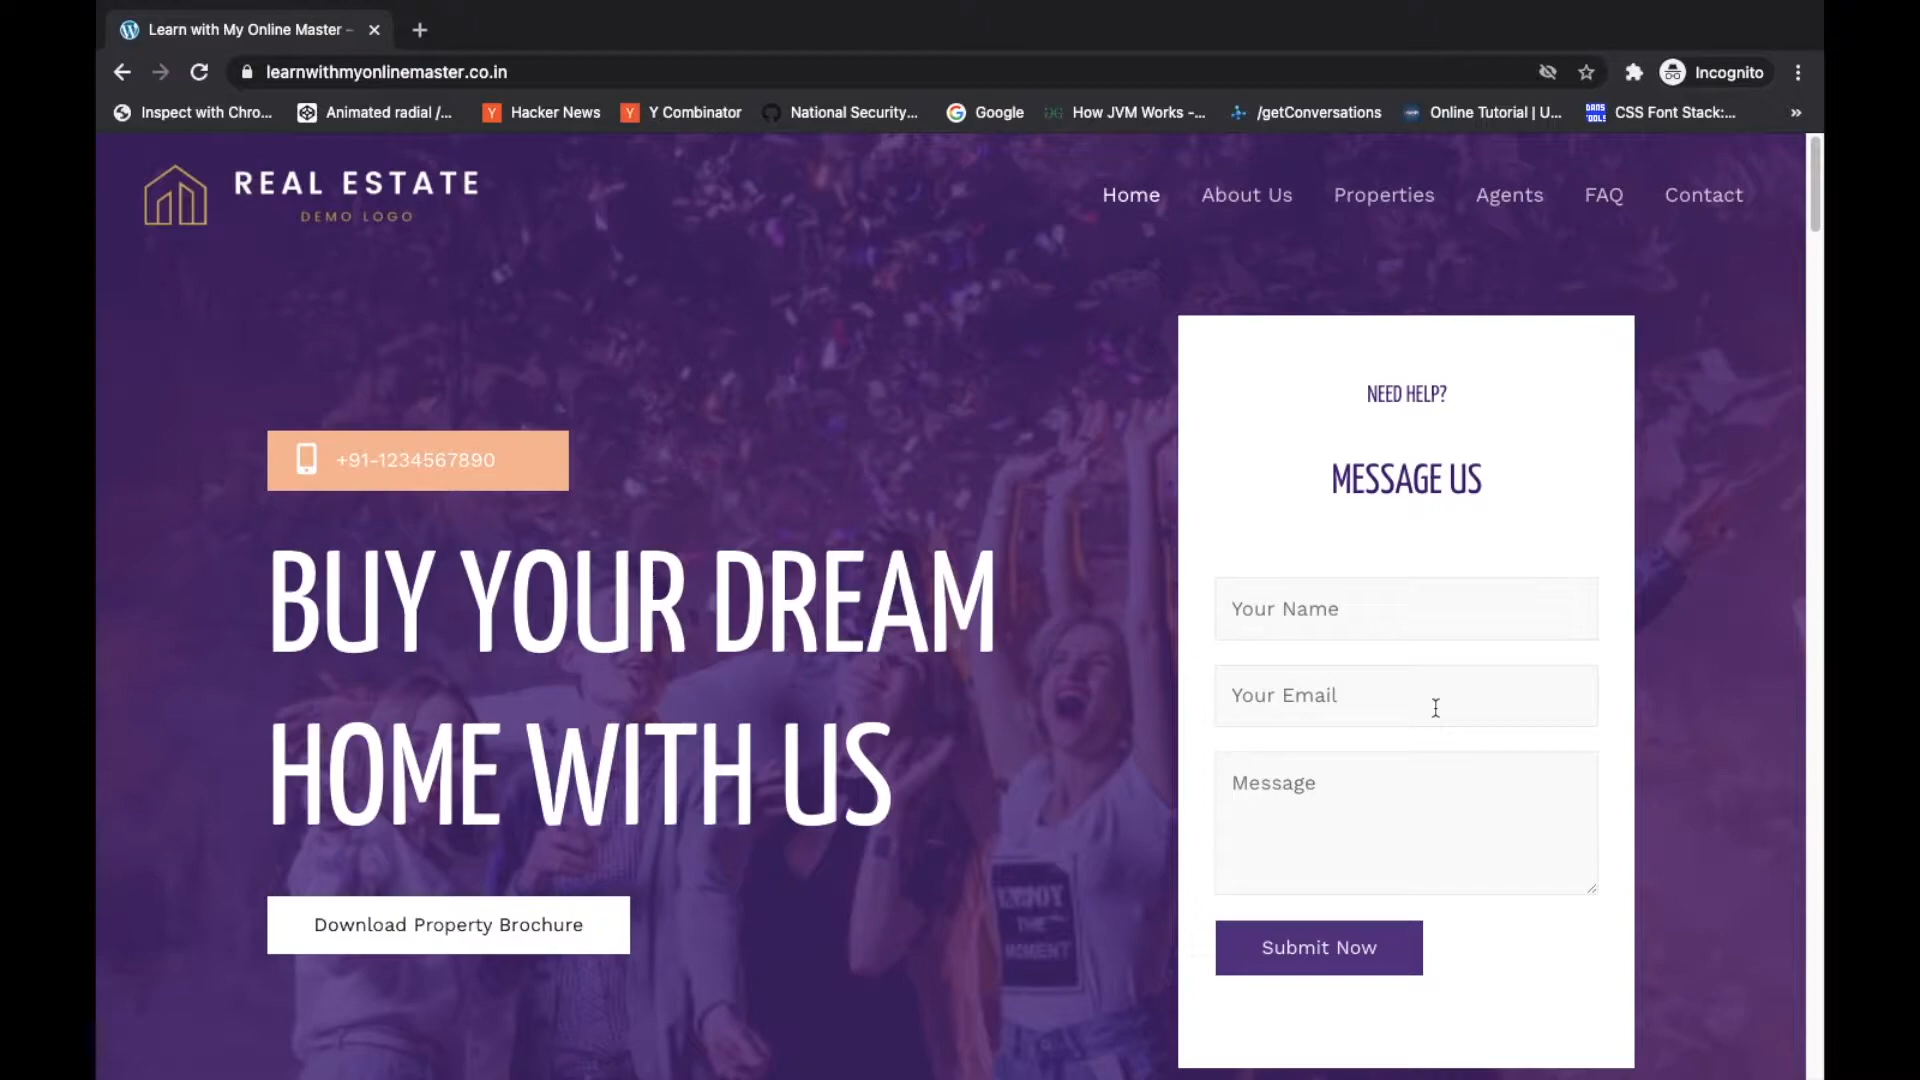 Learn with My Online Master –
learnwithmyonlinemaster.co.in
Incognito
Inspect with Chro...
Animated radial /...
Hacker News
Y Combinator
National Security...
Google
How JVM Works -...
/getConversations
Online Tutorial | U...
CSS Font Stack:...
REAL ESTATE
DEMO LOGO
Home
About Us
Properties
Agents
FAQ
Contact
+91-1234567890
BUY YOUR DREAM
HOME WITH US
Download Property Brochure
NEED HELP?
MESSAGE US
Your Name
Your Email
Message
Submit Now
ENJOY
THE
MOMENT